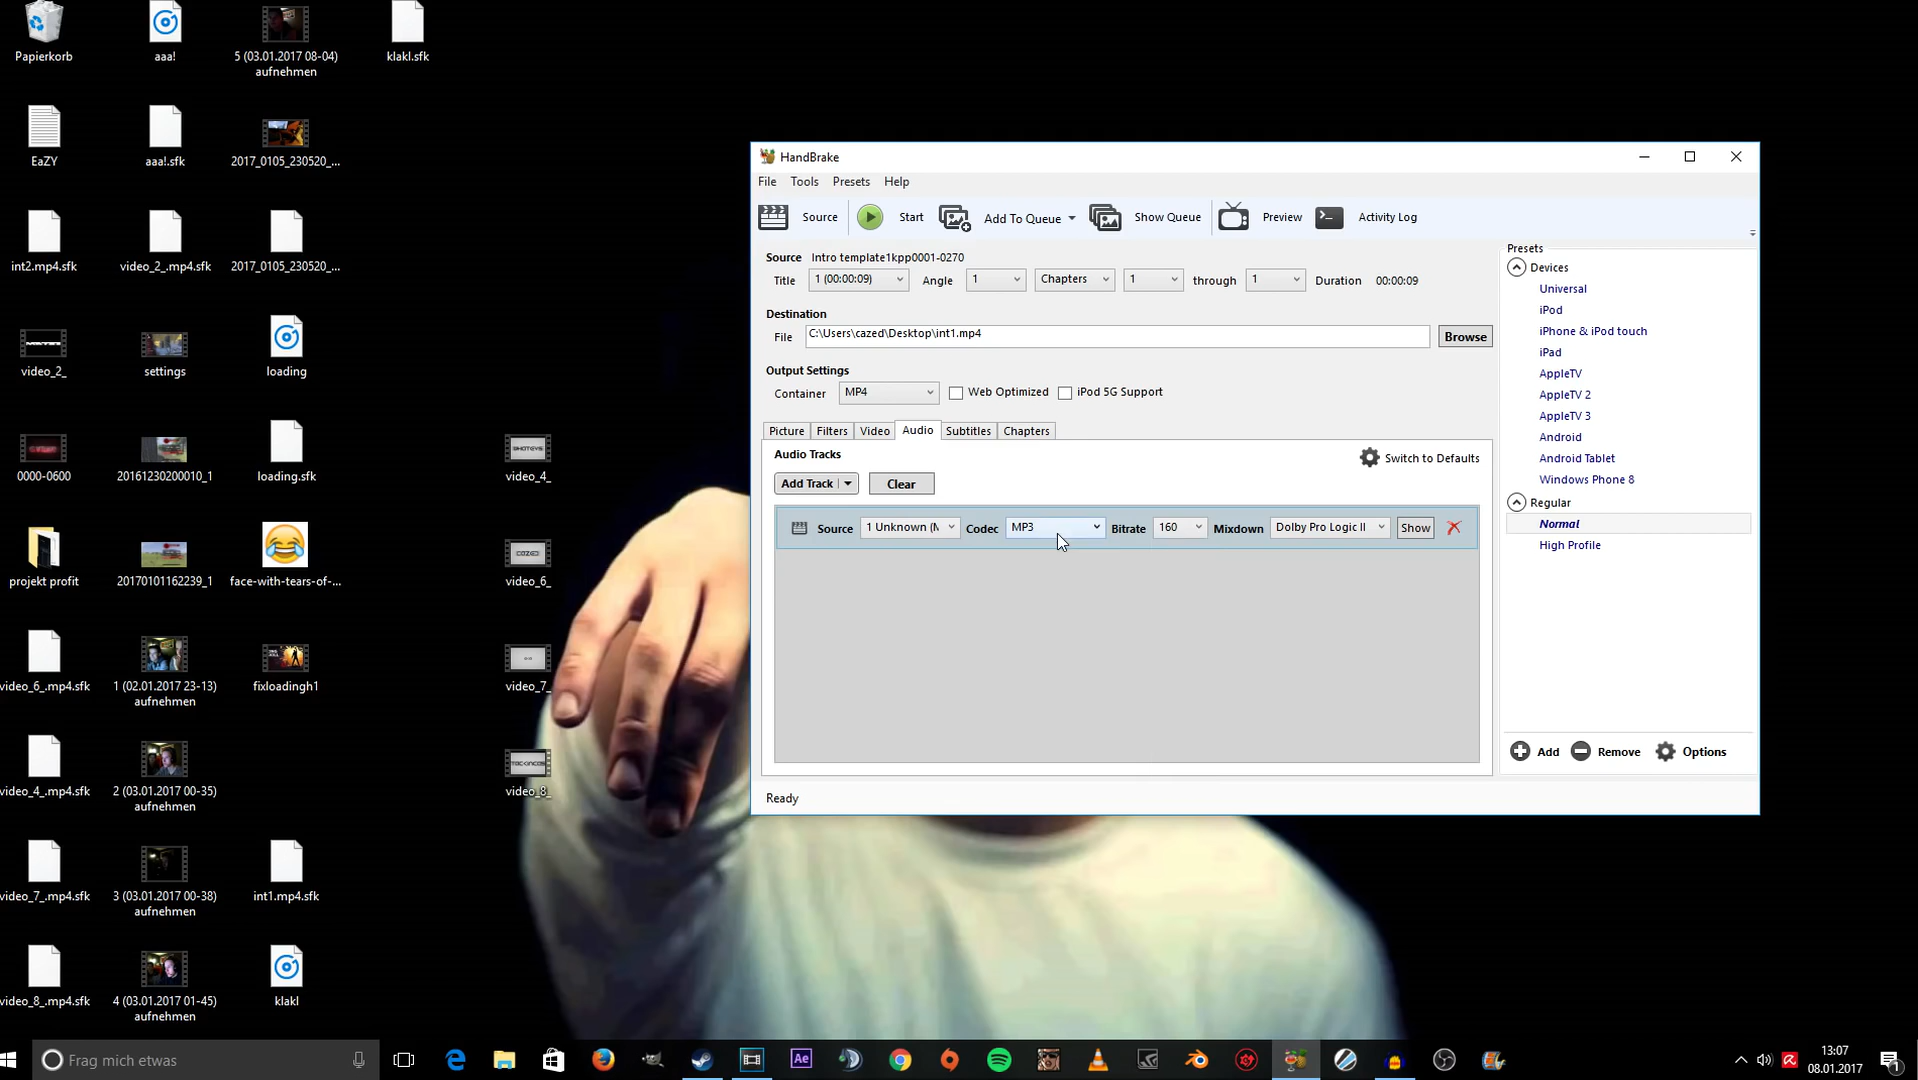 Papierkorb
aaa!
5 (03.01.2017 08-04)
aufnehmen
klakl.sfk
EaZY
aaa!.sfk
2017_0105_230520_...
int2.mp4.sfk
video_2_.mp4.sfk
2017_0105_230520_...
video_2_
settings
loading
0000-0600
20161230200010_1
loading.sfk
video_4_
projekt profit
20170101162239_1
face-with-tears-of-...
video_6_
video_6_.mp4.sfk
1 (02.01.2017 23-13)
aufnehmen
fixloadingh1
video_7_
video_4_.mp4.sfk
2 (03.01.2017 00-35)
aufnehmen
video_8_
video_7_.mp4.sfk
3 (03.01.2017 00-38)
aufnehmen
int1.mp4.sfk
video_8_.mp4.sfk
4 (03.01.2017 01-45)
aufnehmen
klakl
HandBrake
File Tools Presets Help
Source Start Add To Queue Show Queue Preview Activity Log
Source Intro template1kpp0001-0270
Title 1 (00:00:09) Angle 1 Chapters 1 through 1 Duration 00:00:09
Destination
File C:\Users\cazed\Desktop\int1.mp4 Browse
Output Settings
Container MP4 Web Optimized iPod 5G Support
Picture Filters Video Audio Subtitles Chapters
Audio Tracks
Switch to Defaults
Add Track Clear
Source 1 Unknown (M Codec MP3 Bitrate 160 Mixdown Dolby Pro Logic II Show
Ready
Presets
Devices
Universal
iPod
iPhone & iPod touch
iPad
AppleTV
AppleTV 2
AppleTV 3
Android
Android Tablet
Windows Phone 8
Regular
Normal
High Profile
Add Remove Options
Frag mich etwas
Ae
13:07
08.01.2017
1